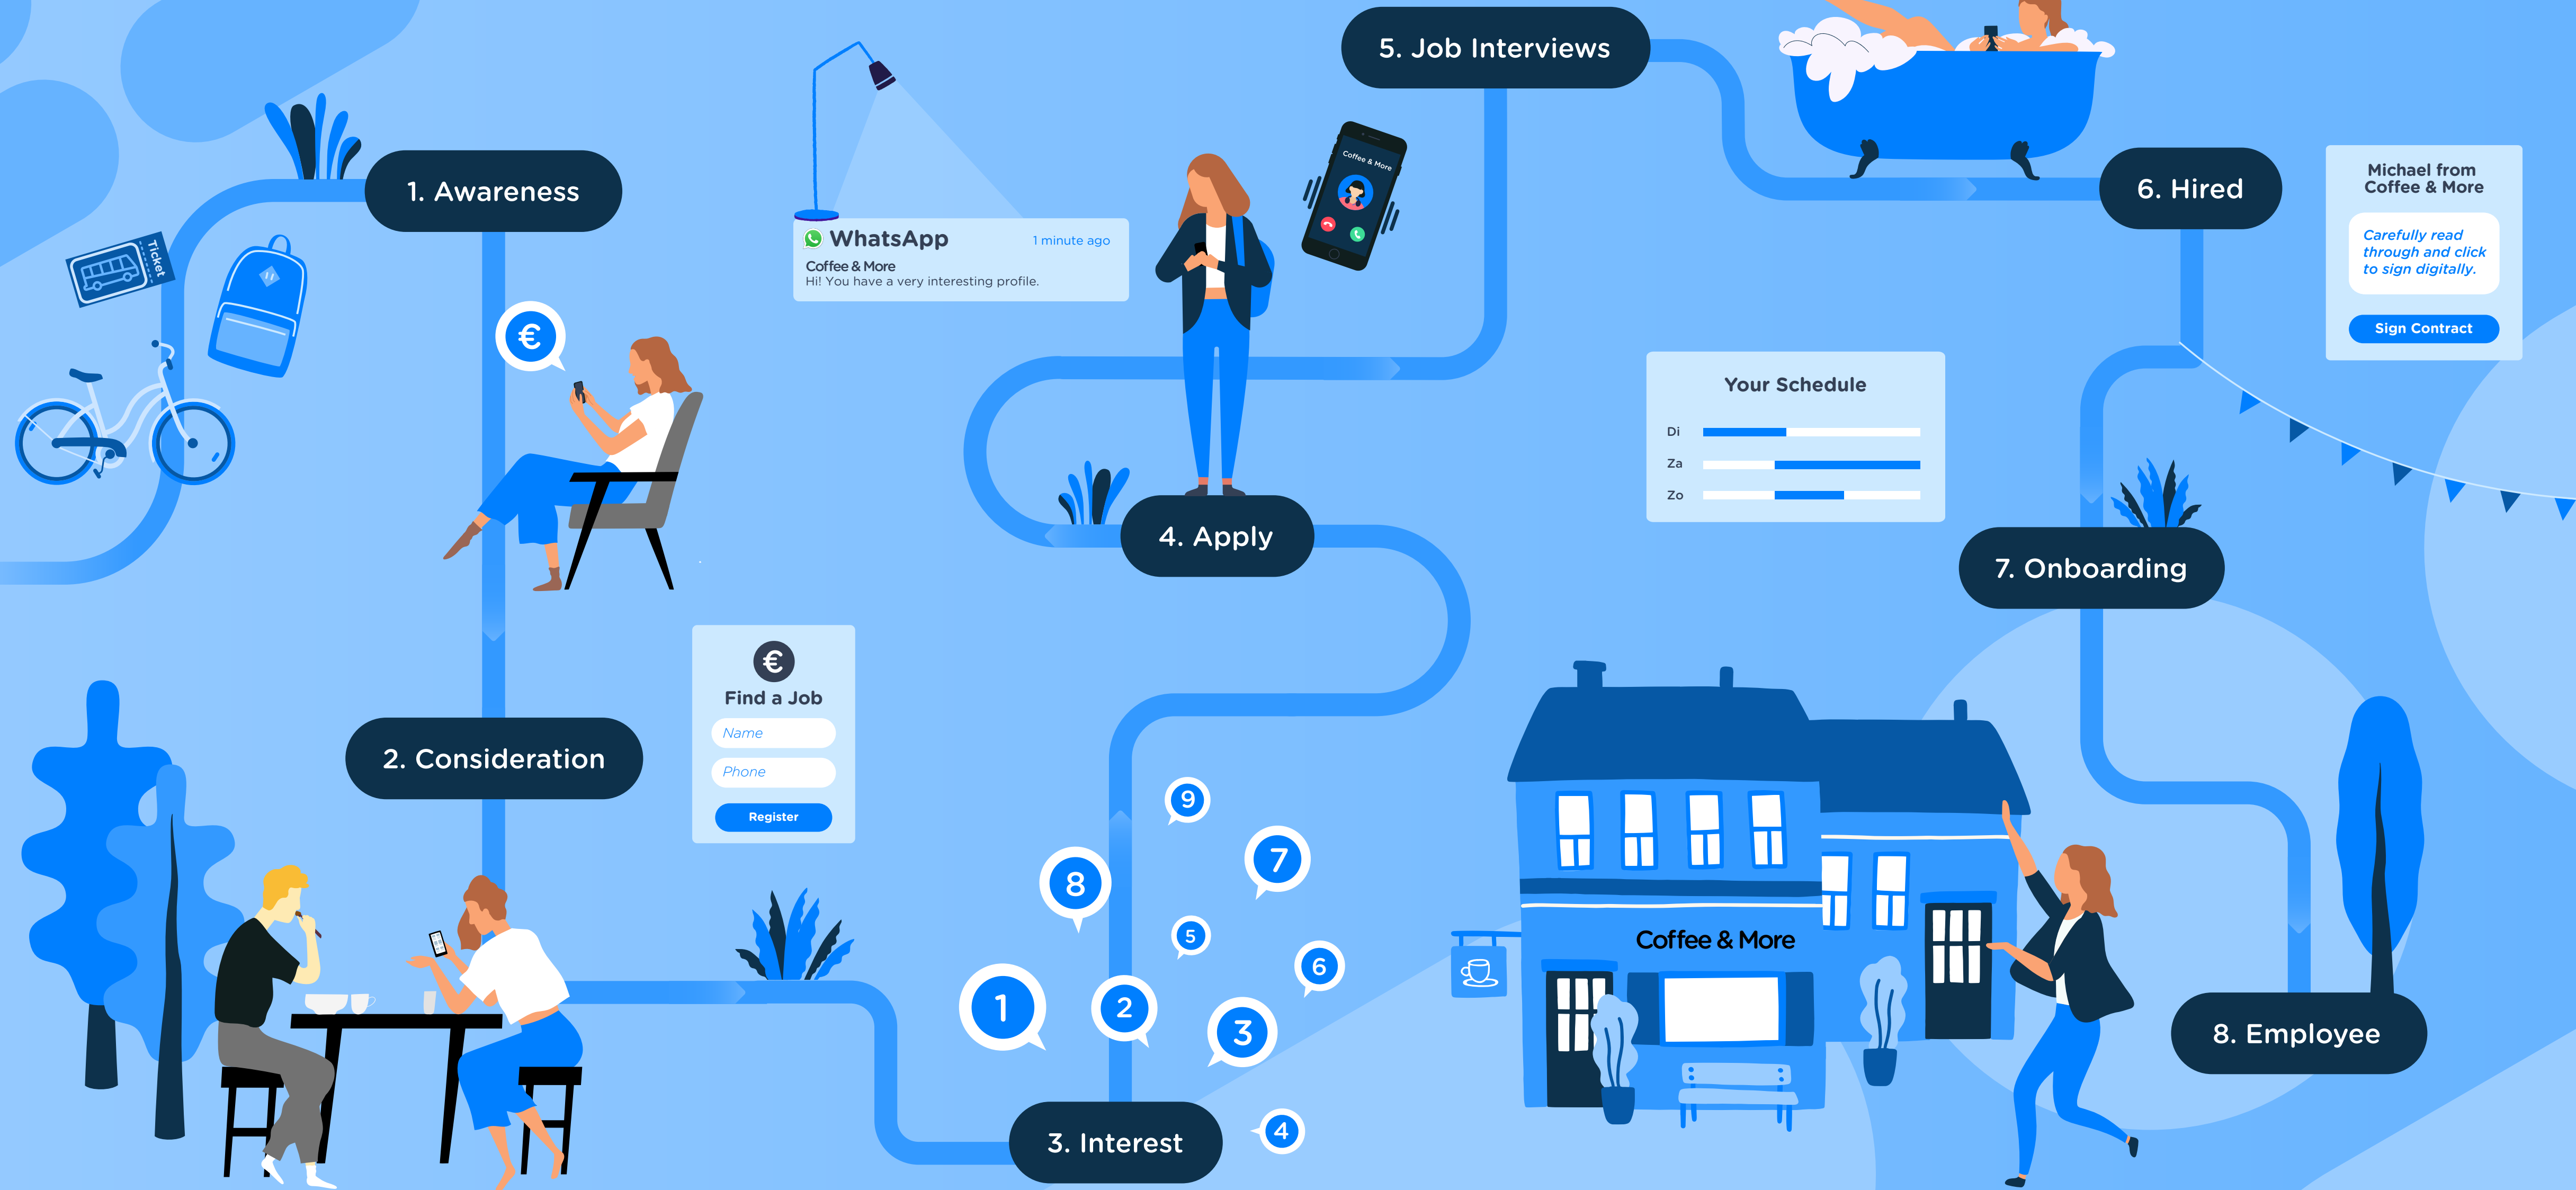 1. Awareness
Ticket
€
2. Consideration
€
Find a Job
Name
Phone
Register
3. Interest
1
2
3
4
5
6
7
8
9
4. Apply
WhatsApp
1 minute ago
Coffee & More
Hi! You have a very interesting profile.
Coffee & More
5. Job Interviews
6. Hired
Michael from
Coffee & More
Carefully read
through and click
to sign digitally.
Sign Contract
7. Onboarding
Your Schedule
Di
Za
Zo
Coffee & More
8. Employee